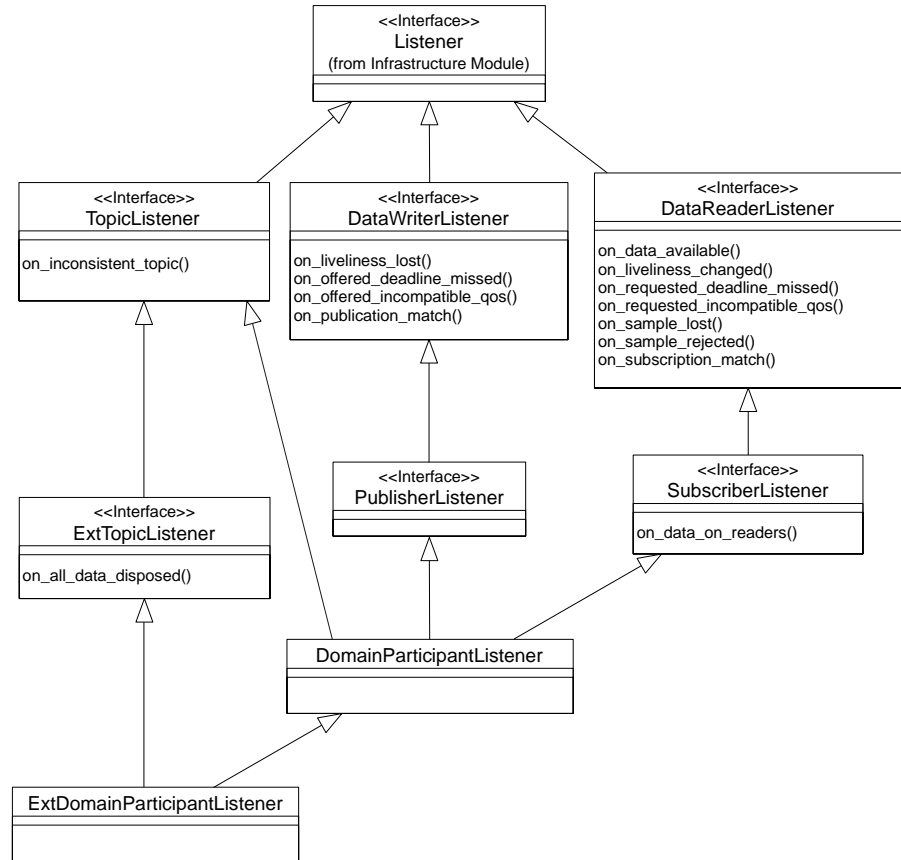 <<Interface>>
Listener
(from Infrastructure Module)
<<Interface>>
TopicListener
on_inconsistent_topic()
<<Interface>>
DataWriterListener
on_liveliness_lost()
on_offered_deadline_missed()
on_offered_incompatible_qos()
on_publication_match()
<<Interface>>
DataReaderListener
on_data_available()
on_liveliness_changed()
on_requested_deadline_missed()
on_requested_incompatible_qos()
on_sample_lost()
on_sample_rejected()
on_subscription_match()
<<Interface>>
ExtTopicListener
on_all_data_disposed()
<<Interface>>
PublisherListener
<<Interface>>
SubscriberListener
on_data_on_readers()
DomainParticipantListener
ExtDomainParticipantListener